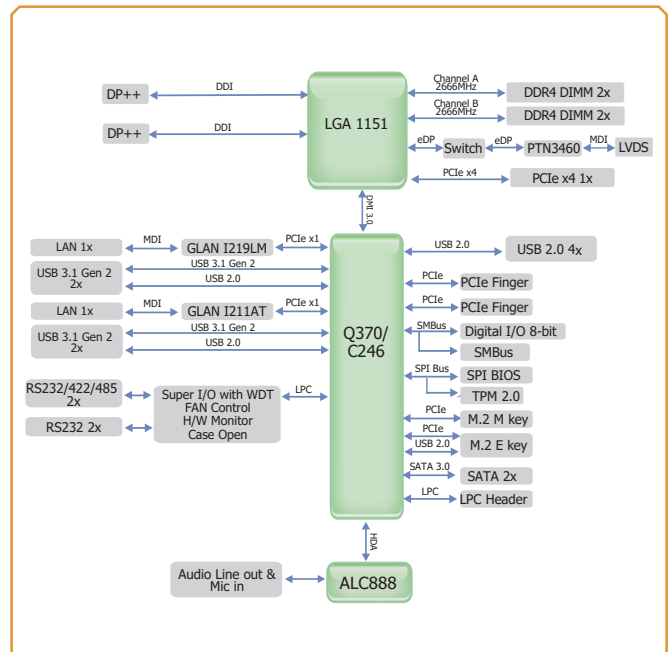 DP++
DDI
DP++
DDI
LGA 1151
Channel A
2666MHz
DDR4 DIMM 2x
Channel B
2666MHz
DDR4 DIMM 2x
eDP
Switch
eDP
PTN3460
MDI
LVDS
PCIe x4
PCIe x4 1x
DMI 3.0
LAN 1x
MDI
GLAN I219LM
PCIe x1
USB 3.1 Gen 2
2x
USB 3.1 Gen 2
USB 2.0
LAN 1x
MDI
GLAN I211AT
PCIe x1
USB 3.1 Gen 2
2x
USB 3.1 Gen 2
USB 2.0
RS232/422/485
2x
RS232 2x
Super I/O with WDT
FAN Control
H/W Monitor
Case Open
LPC
Q370/
C246
USB 2.0
USB 2.0 4x
PCIe
PCIe Finger
PCIe
PCIe Finger
SMBus
Digital I/O 8-bit
SMBus
SPI Bus
SPI BIOS
TPM 2.0
PCIe
M.2 M key
PCIe
USB 2.0
M.2 E key
SATA 3.0
SATA 2x
LPC
LPC Header
HDA
Audio Line out &
Mic in
ALC888